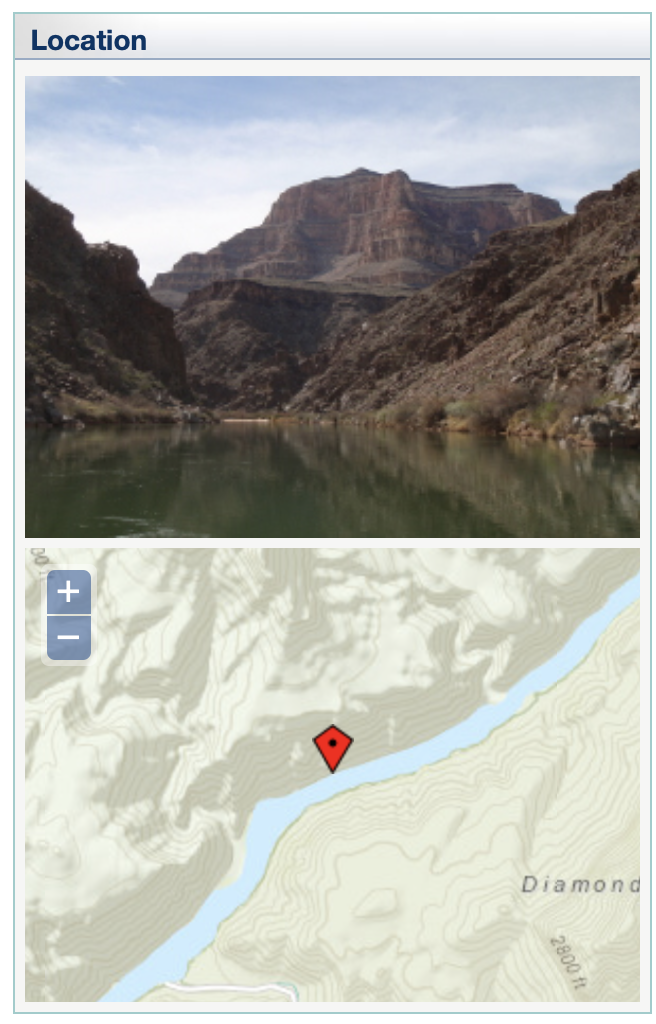 Location
+
−
Diamond
2800 ft